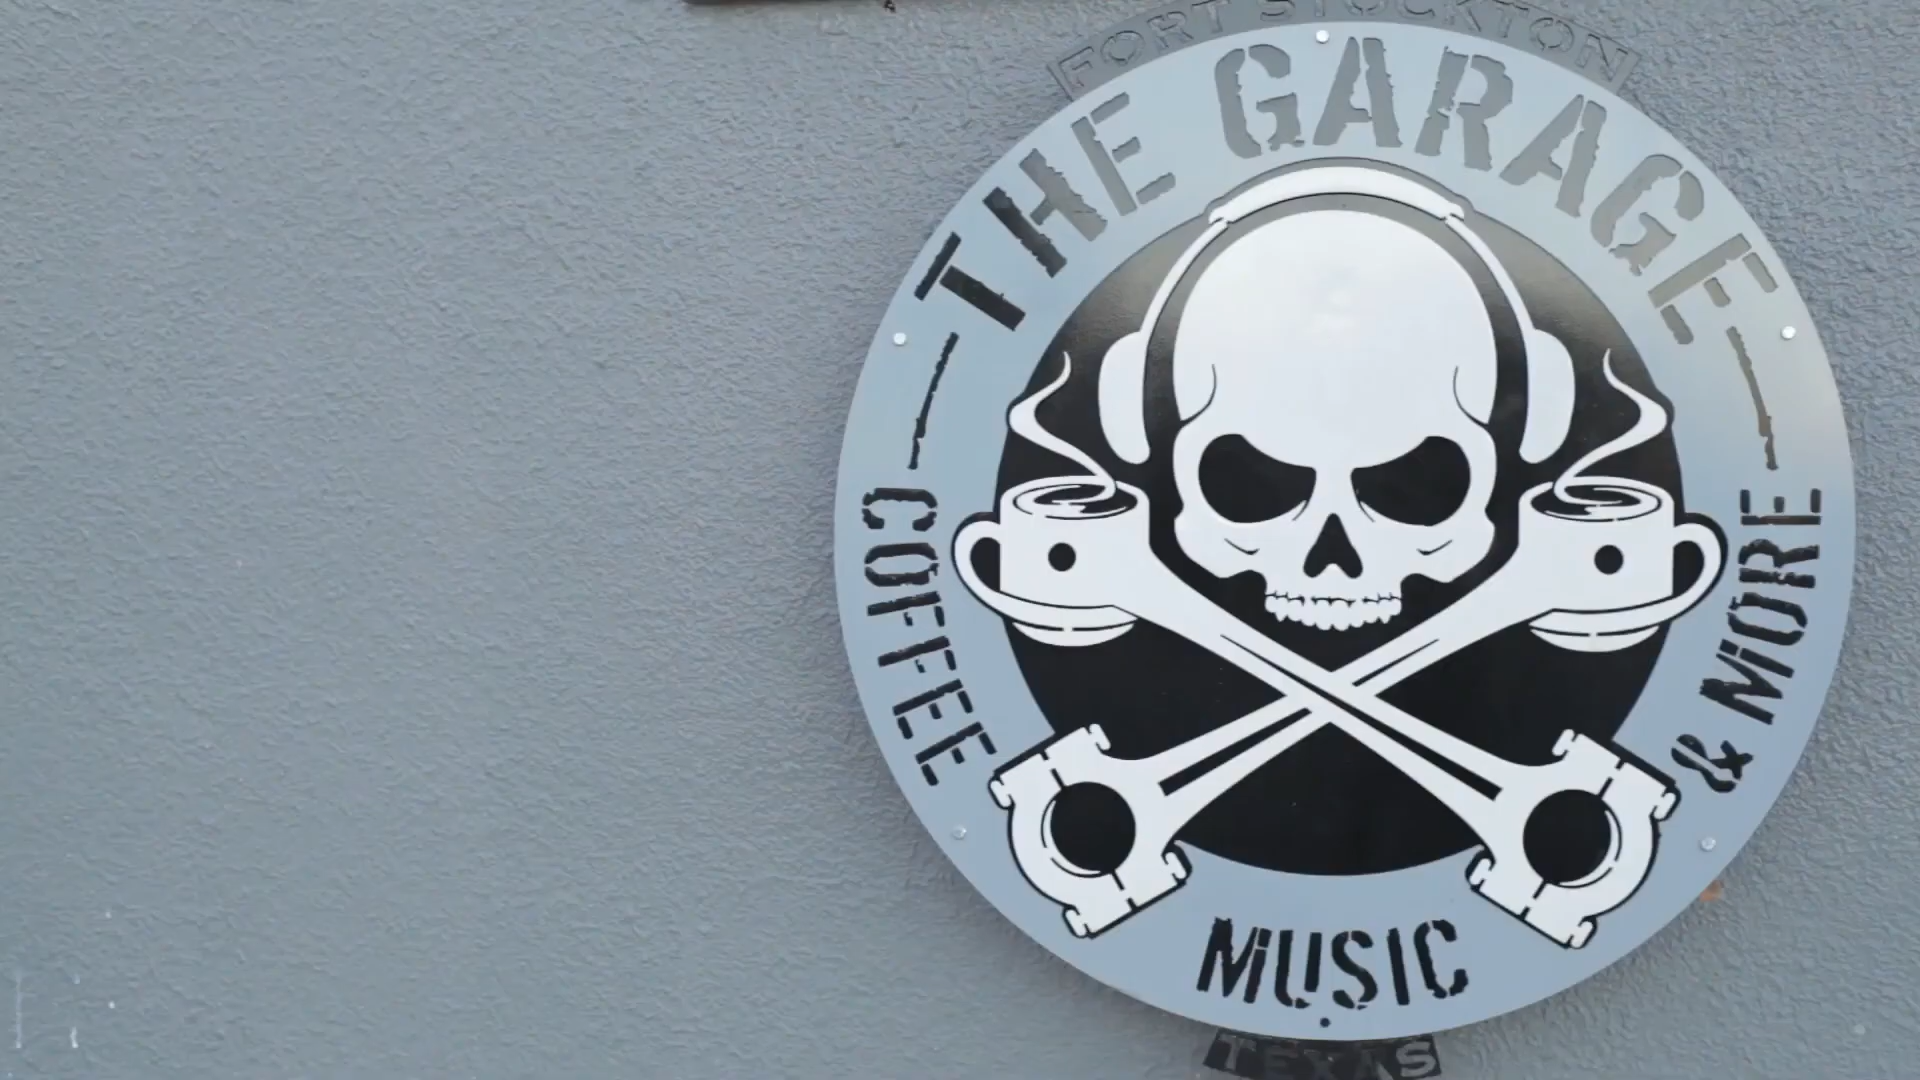 FORT STOCKTON
THE GARAGE
COFFEE
MUSIC
& MORE
TEXAS